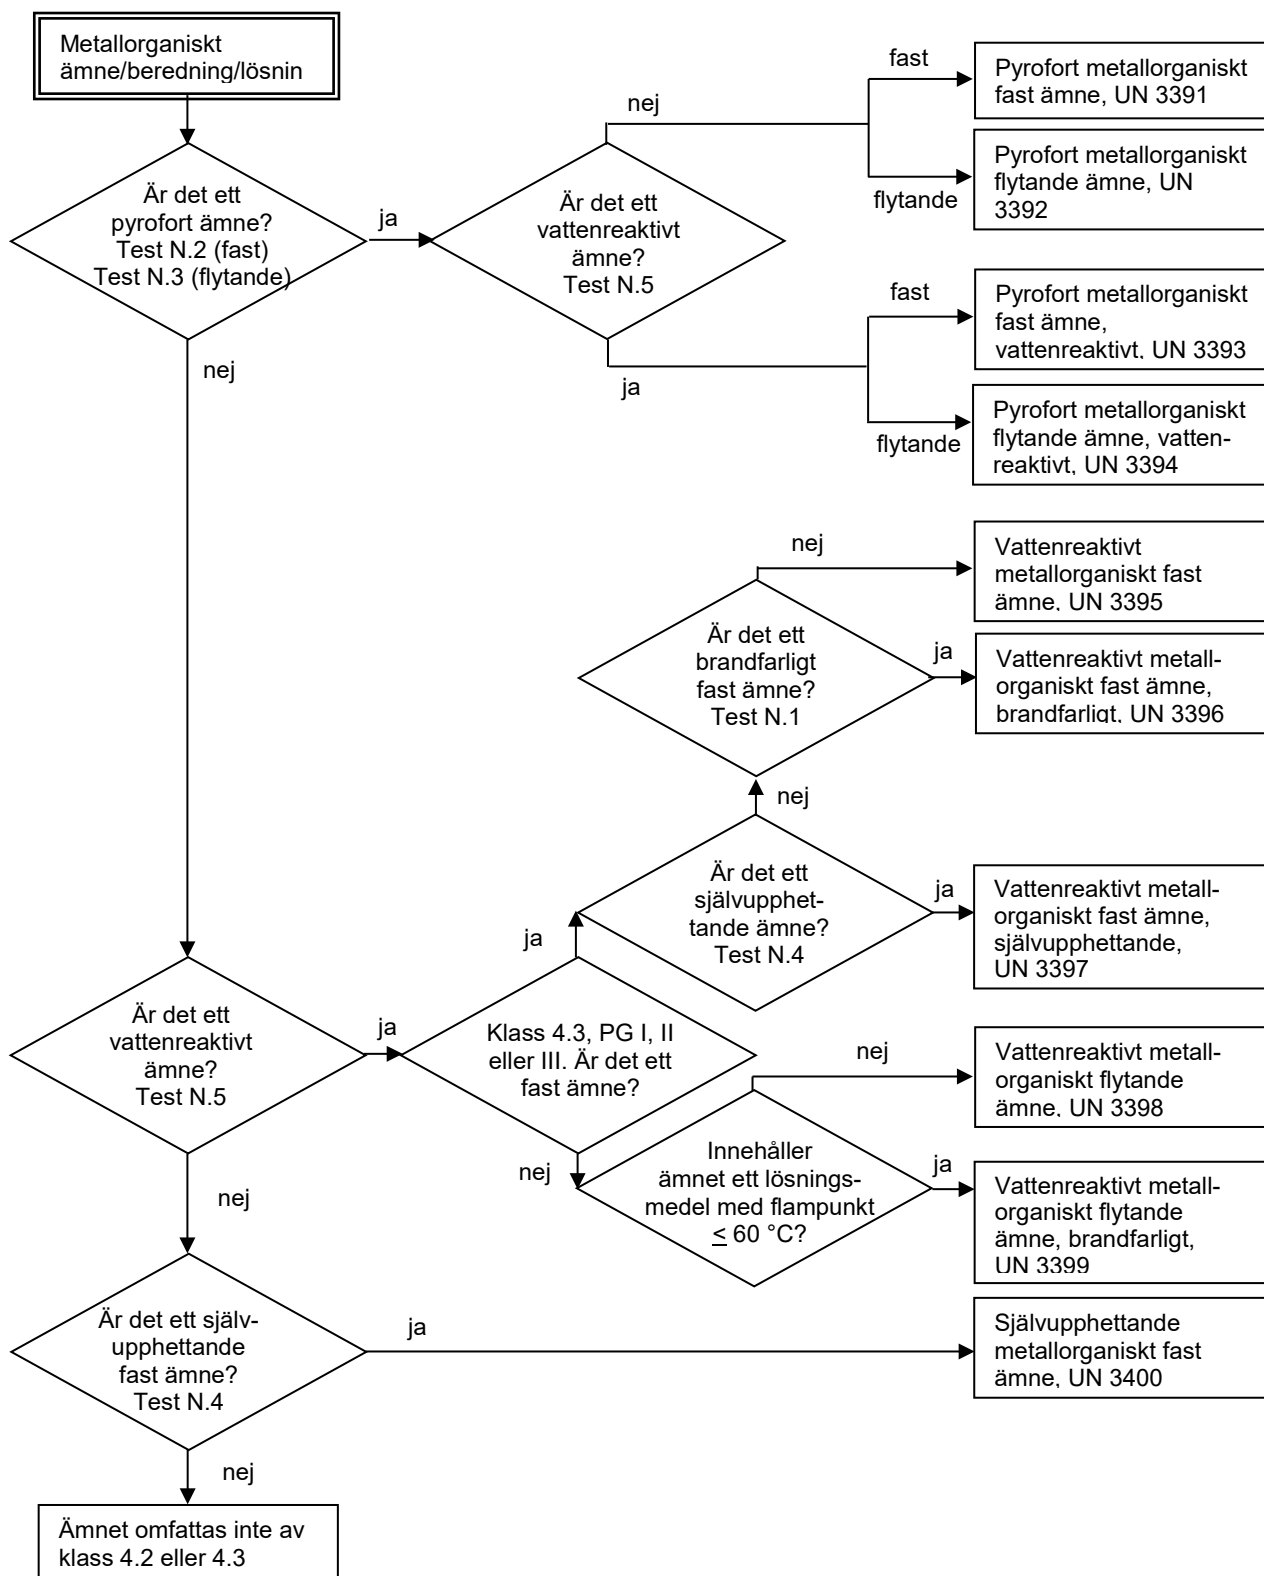 Metallorganiskt
ämne/beredning/lösnin
Är det ett
pyrofort ämne?
Test N.2 (fast)
Test N.3 (flytande)
ja
nej
Är det ett
vattenreaktivt
ämne?
Test N.5
nej
fast
Pyrofort metallorganiskt
fast ämne, UN 3391
flytande
Pyrofort metallorganiskt
flytande ämne, UN
3392
ja
fast
Pyrofort metallorganiskt
fast ämne,
vattenreaktivt, UN 3393
flytande
Pyrofort metallorganiskt
flytande ämne, vatten-
reaktivt, UN 3394
nej
Vattenreaktivt
metallorganiskt fast
ämne, UN 3395
Är det ett
brandfarligt
fast ämne?
Test N.1
ja
Vattenreaktivt metall-
organiskt fast ämne,
brandfarligt, UN 3396
nej
Är det ett
självupphet-
tande ämne?
Test N.4
ja
Vattenreaktivt metall-
organiskt fast ämne,
självupphettande,
UN 3397
ja
Är det ett
vattenreaktivt
ämne?
Test N.5
ja
Klass 4.3, PG I, II
eller III. Är det ett
fast ämne?
nej
Vattenreaktivt metall-
organiskt flytande
ämne, UN 3398
nej
Innehåller
ämnet ett lösnings-
medel med flampunkt
≤ 60 °C?
ja
Vattenreaktivt metall-
organiskt flytande
ämne, brandfarligt,
UN 3399
nej
Är det ett själv-
upphettande
fast ämne?
Test N.4
ja
Självupphettande
metallorganiskt fast
ämne, UN 3400
nej
Ämnet omfattas inte av
klass 4.2 eller 4.3